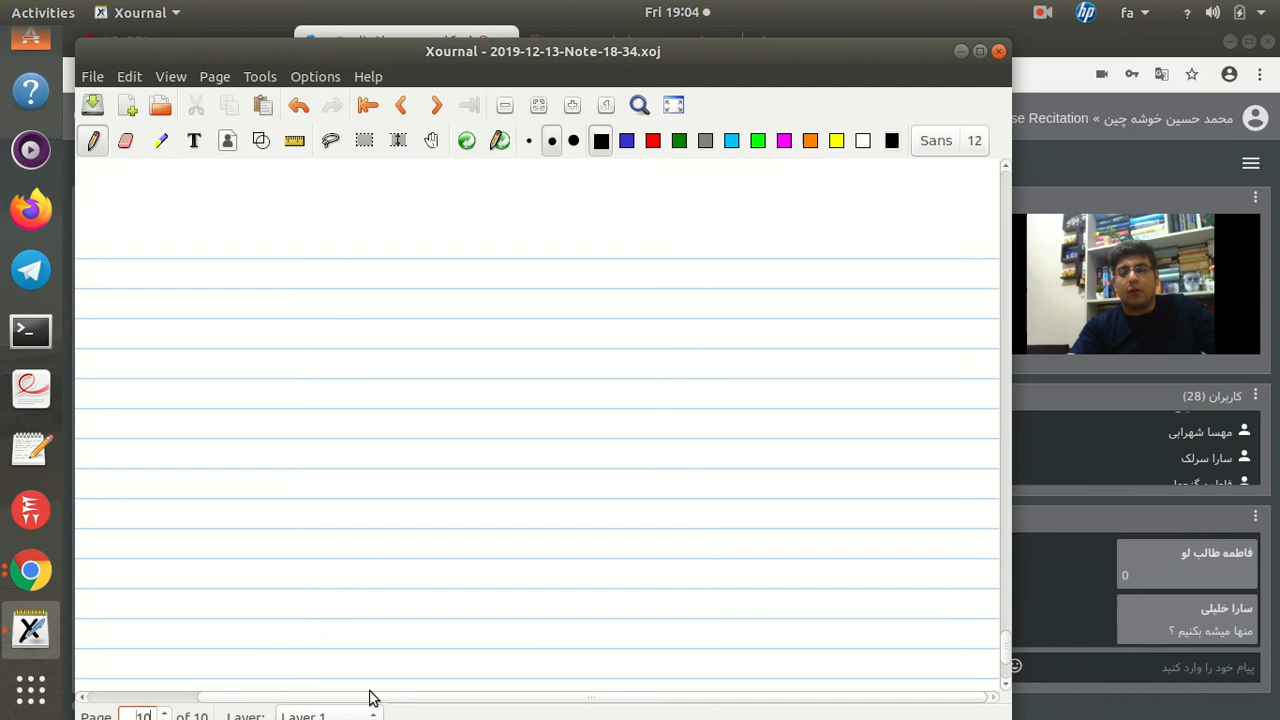 Activities
Xournal
Fri 19:04
fa
Xournal - 2019-12-13-Note-18-34.xoj
File Edit View Page Tools Options Help
Sans 12
se Recitation » محمد حسین خوشه چین
کاربران (28)
مهسا شهرابی
سارا سرلک
فاطمه طالب لو
0
سارا خلیلی
منها میشه بکنیم ؟
پیام خود را وارد کنید
Page 10 of 10 Layer: Layer 1